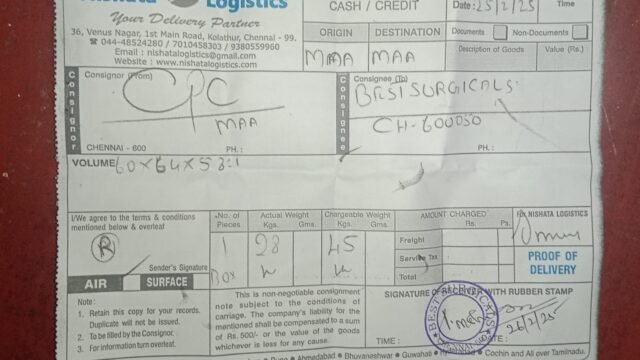 Nishata Logistics
Your Delivery Partner
36, Venus Nagar, 1st Main Road, Kolathur, Chennai - 99.
☎ 044-48524280 / 7010458303 / 9380559960
Email : nishatalogistics@gmail.com
Website : www.nishatalogistics.com
CASH / CREDIT
Date: 25/2/25
Time
ORIGIN
DESTINATION
MAA
MAA
Documents
Non-Documents
Description of Goods
Value (Rs.)
Consignor
Consignor (From)
CPC
MAA
CHENNAI - 600
PH. :
Consignee
Consignee (To)
BEST SURGICALS
CH-600050
PH. :
VOLUME 60x64x53:1
I/We agree to the terms & conditions
mentioned below & overleaf
R
Sender's Signature
AIR
SURFACE
No. of
Pieces
1
BOX
Actual Weight
Kgs.
Gms.
28
Chargeable Weight
Kgs.
Gms.
45
AMOUNT CHARGED
Rs.
Ps.
Freight
Service Tax
Total
For NISHATA LOGISTICS
PROOF OF
DELIVERY
Note :
1. Retain this copy for your records.
Duplicate will not be issued.
2. To be filled by the Consignor.
3. For information turn overleaf.
This is non-negotiable consignment
note subject to the conditions of
carriage. The company's liability for the
mentioned shall be compensated to a sum
of Rs. 500/- or the value of the goods
whichever is less for any cause.
SIGNATURE OF RECEIVER WITH RUBBER STAMP
26/2/25
TIME :
DATE :
Ahmedabad ● Bhuvaneshwar ● Guwahati ● Hyderabad ● Cochin and All over Tamilnadu.